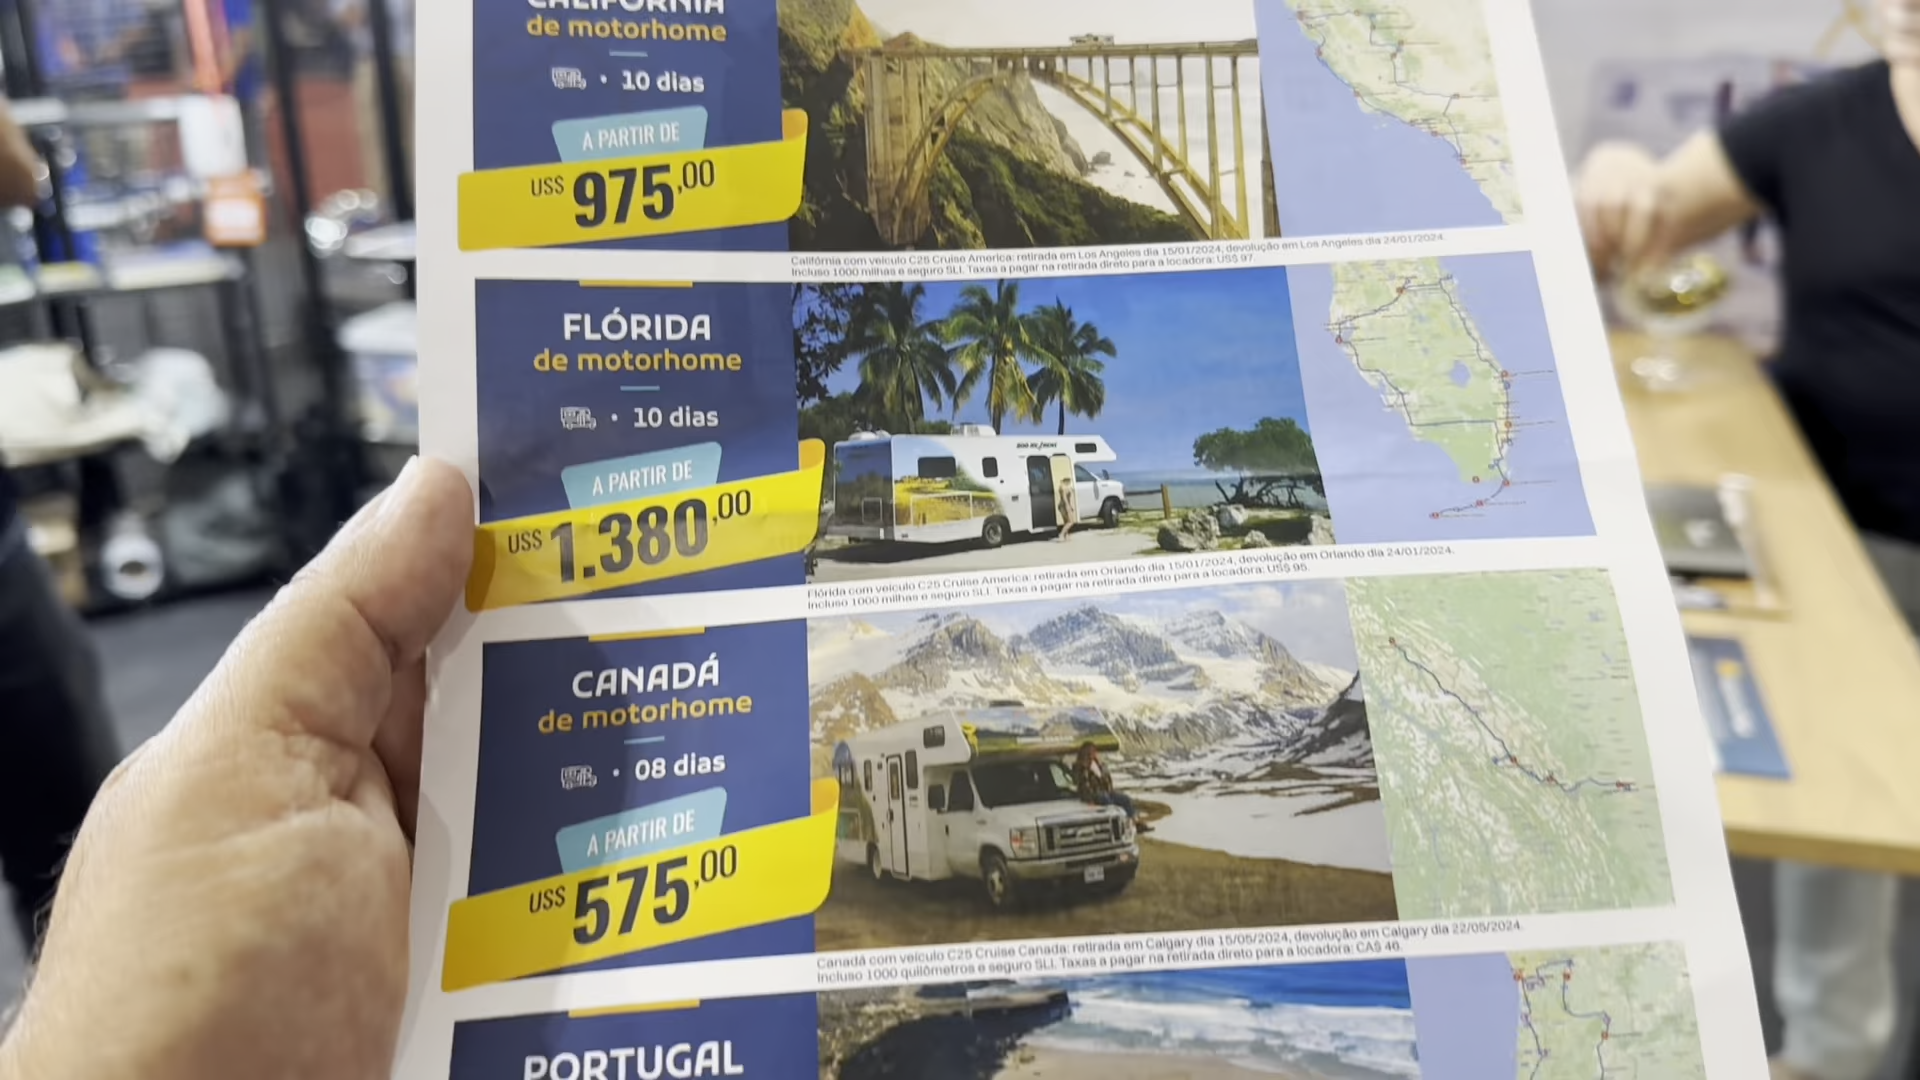 CALIFÓRNIA
de motorhome
• 10 dias
A PARTIR DE
US$ 975,00
Califórnia com veículo C25 Cruise America: retirada em Los Angeles dia 15/01/2024, devolução em Los Angeles dia 24/01/2024.
Incluso 1000 milhas e seguro SLI. Taxas a pagar na retirada direto para a locadora: US$ 97.
FLÓRIDA
de motorhome
• 10 dias
A PARTIR DE
US$ 1.380,00
Flórida com veículo C25 Cruise America: retirada em Orlando dia 15/01/2024, devolução em Orlando dia 24/01/2024.
Incluso 1000 milhas e seguro SLI. Taxas a pagar na retirada direto para a locadora: US$ 95.
CANADÁ
de motorhome
• 08 dias
A PARTIR DE
US$ 575,00
Canadá com veículo C25 Cruise Canada: retirada em Calgary dia 15/05/2024, devolução em Calgary dia 22/05/2024.
Incluso 1000 quilômetros e seguro SLI. Taxas a pagar na retirada direto para a locadora: CA$ 46.
PORTUGAL